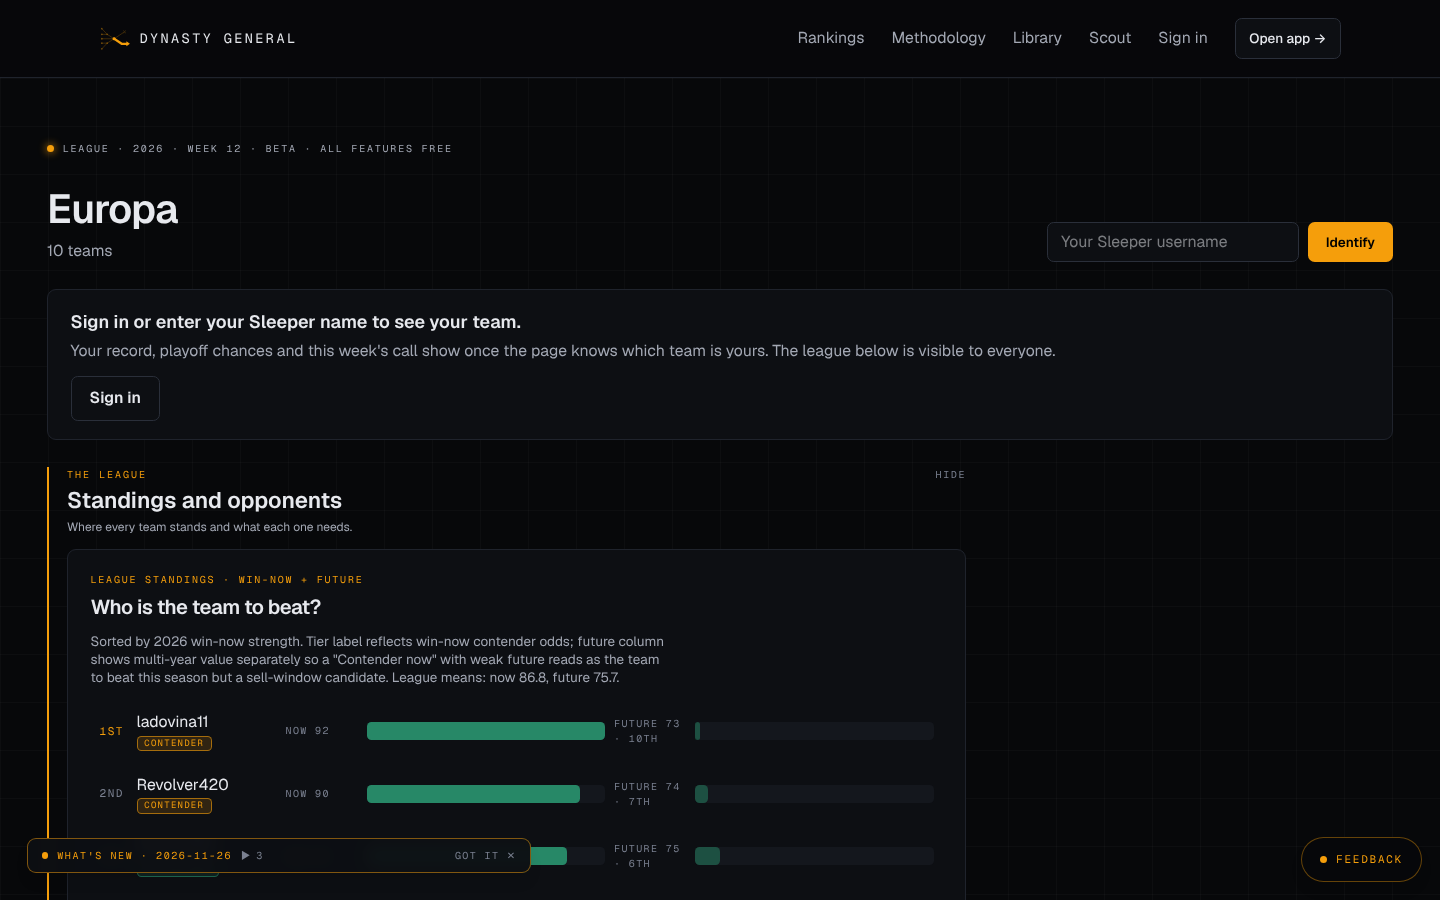 DYNASTY GENERAL
Rankings
Methodology
Library
Scout
Sign in
Open app →
LEAGUE · 2026 · WEEK 12 · BETA · ALL FEATURES FREE
Europa
10 teams
Your Sleeper username
Identify
Sign in or enter your Sleeper name to see your team.
Your record, playoff chances and this week's call show once the page knows which team is yours. The league below is visible to everyone.
Sign in
THE LEAGUE
HIDE
Standings and opponents
Where every team stands and what each one needs.
LEAGUE STANDINGS · WIN-NOW + FUTURE
Who is the team to beat?
Sorted by 2026 win-now strength. Tier label reflects win-now contender odds; future column
shows multi-year value separately so a "Contender now" with weak future reads as the team
to beat this season but a sell-window candidate. League means: now 86.8, future 75.7.
1ST
ladovina11
CONTENDER
NOW 92
FUTURE 73
· 10TH
2ND
Revolver420
CONTENDER
NOW 90
FUTURE 74
· 7TH
FUTURE 75
· 6TH
WHAT'S NEW · 2026-11-26 ▶ 3
GOT IT ×
FEEDBACK